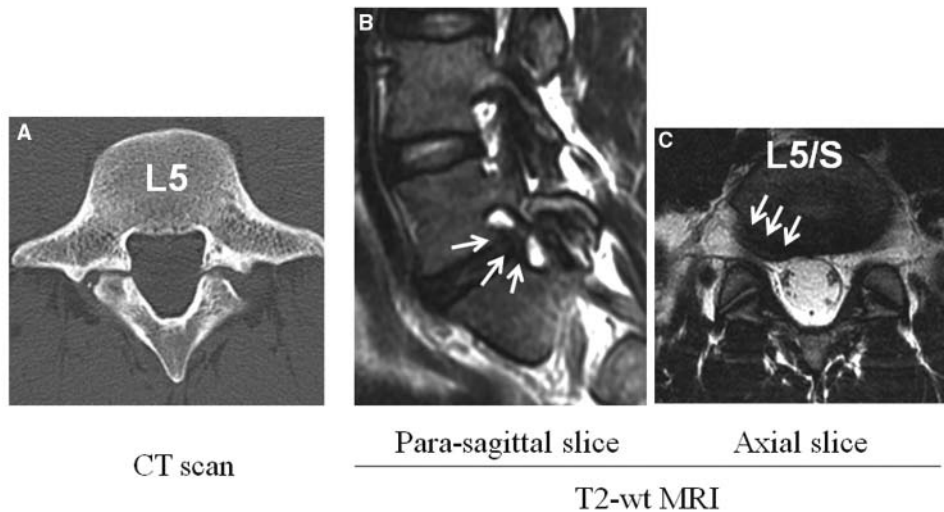 A
L5
B
C
L5/S
CT scan
Para-sagittal slice
Axial slice
T2-wt MRI